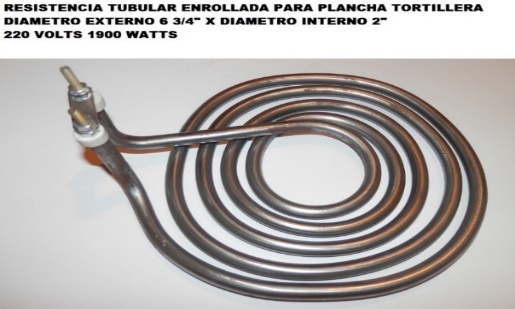 RESISTENCIA TUBULAR ENROLLADA PARA PLANCHA TORTILLERA
DIAMETRO EXTERNO 6 3/4" X DIAMETRO INTERNO 2"
220 VOLTS 1900 WATTS